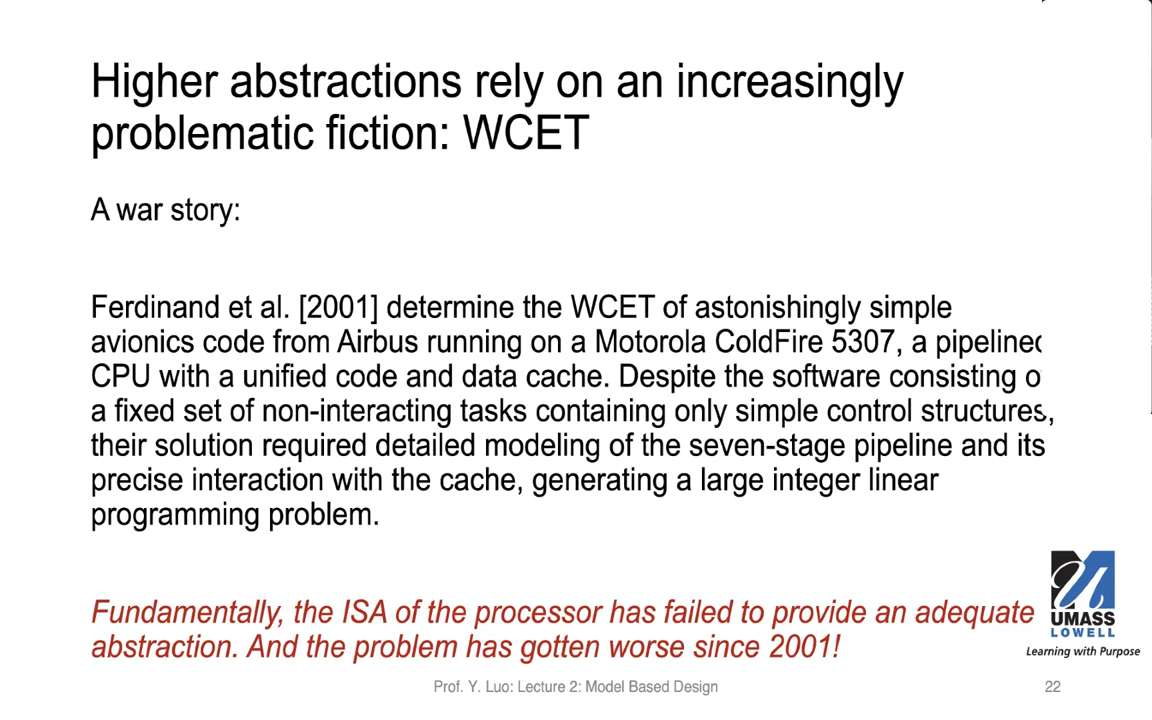 Higher abstractions rely on an increasingly
problematic fiction: WCET
A war story:
Ferdinand et al. [2001] determine the WCET of astonishingly simple
avionics code from Airbus running on a Motorola ColdFire 5307, a pipelined
CPU with a unified code and data cache. Despite the software consisting o
a fixed set of non-interacting tasks containing only simple control structures,
their solution required detailed modeling of the seven-stage pipeline and its
precise interaction with the cache, generating a large integer linear
programming problem.
Fundamentally, the ISA of the processor has failed to provide an adequate
abstraction. And the problem has gotten worse since 2001!
UMASS
LOWELL
Learning with Purpose
Prof. Y. Luo: Lecture 2: Model Based Design
22